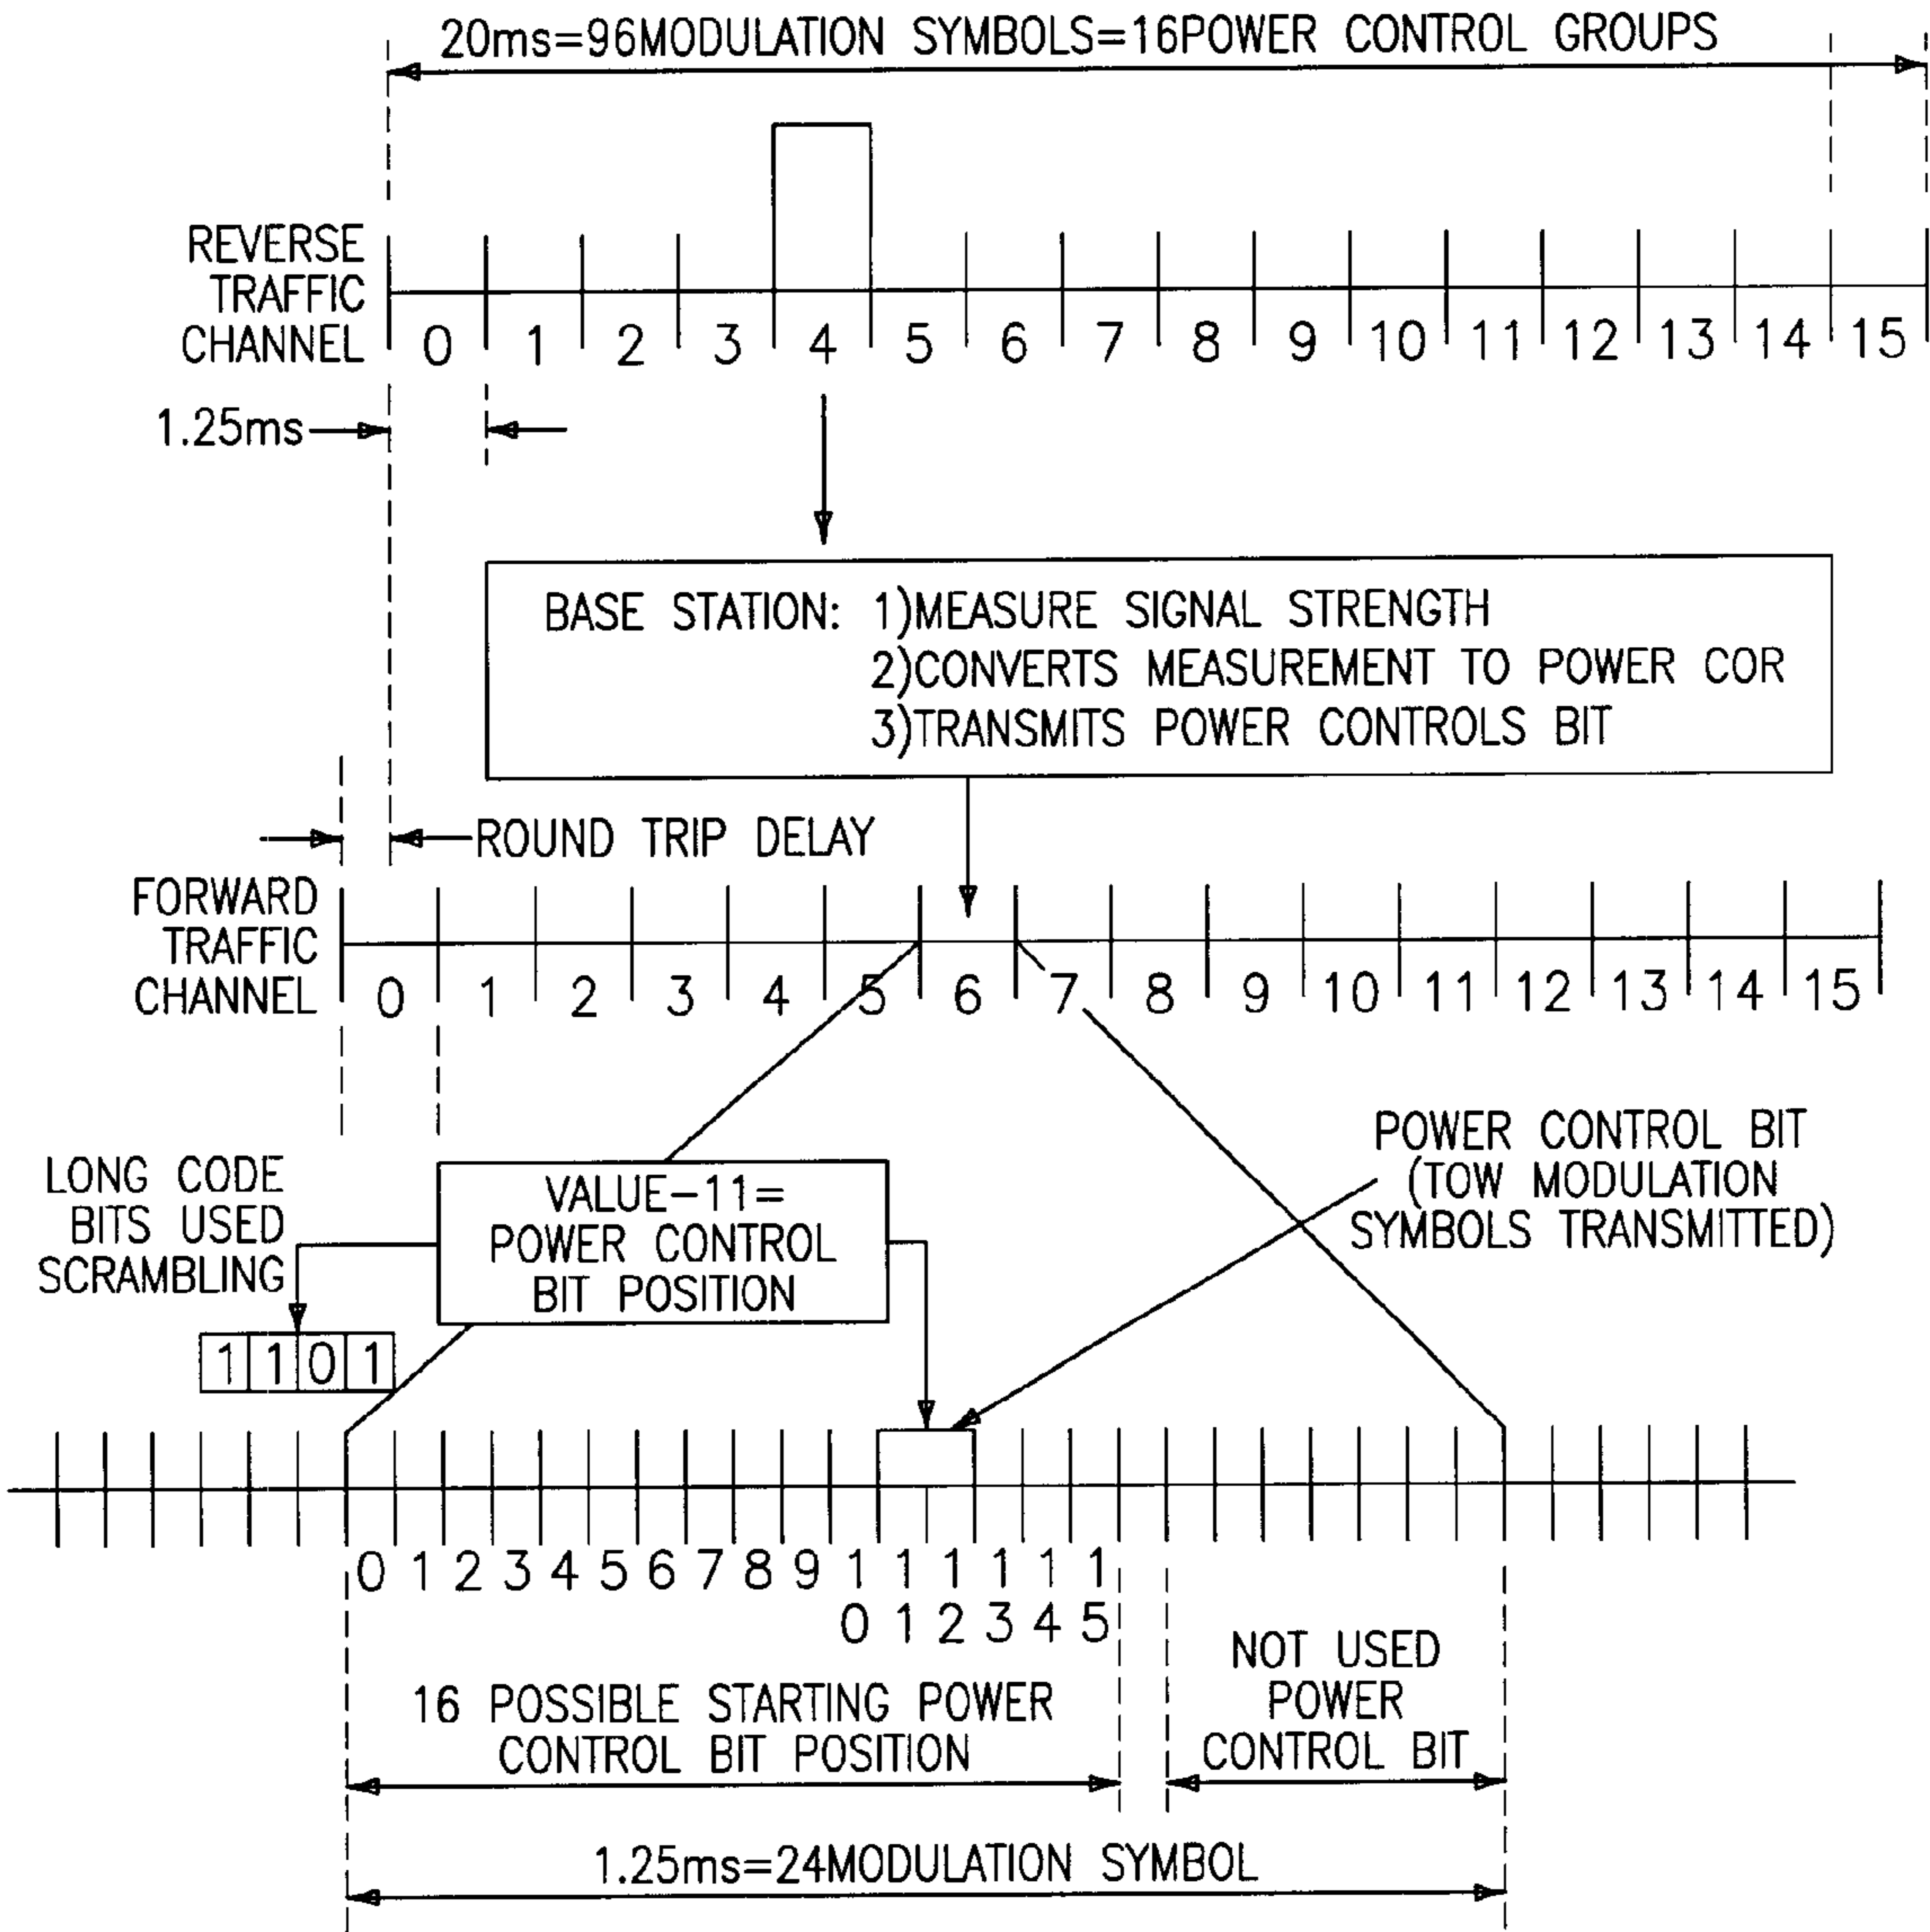 20ms=96MODULATION SYMBOLS=16POWER CONTROL GROUPS
REVERSE
TRAFFIC
CHANNEL
0 1 2 3 4 5 6 7 8 9 10 11 12 13 14 15
1.25ms
BASE STATION: 1)MEASURE SIGNAL STRENGTH
2)CONVERTS MEASUREMENT TO POWER COR
3)TRANSMITS POWER CONTROLS BIT
ROUND TRIP DELAY
FORWARD
TRAFFIC
CHANNEL
0 1 2 3 4 5 6 7 8 9 10 11 12 13 14 15
LONG CODE
BITS USED
SCRAMBLING
VALUE-11=
POWER CONTROL
BIT POSITION
POWER CONTROL BIT
(TOW MODULATION
SYMBOLS TRANSMITTED)
1 1 0 1
0 1 2 3 4 5 6 7 8 9 1 1 1 1 1 1
0 1 2 3 4 5
16 POSSIBLE STARTING POWER
CONTROL BIT POSITION
NOT USED
POWER
CONTROL BIT
1.25ms=24MODULATION SYMBOL